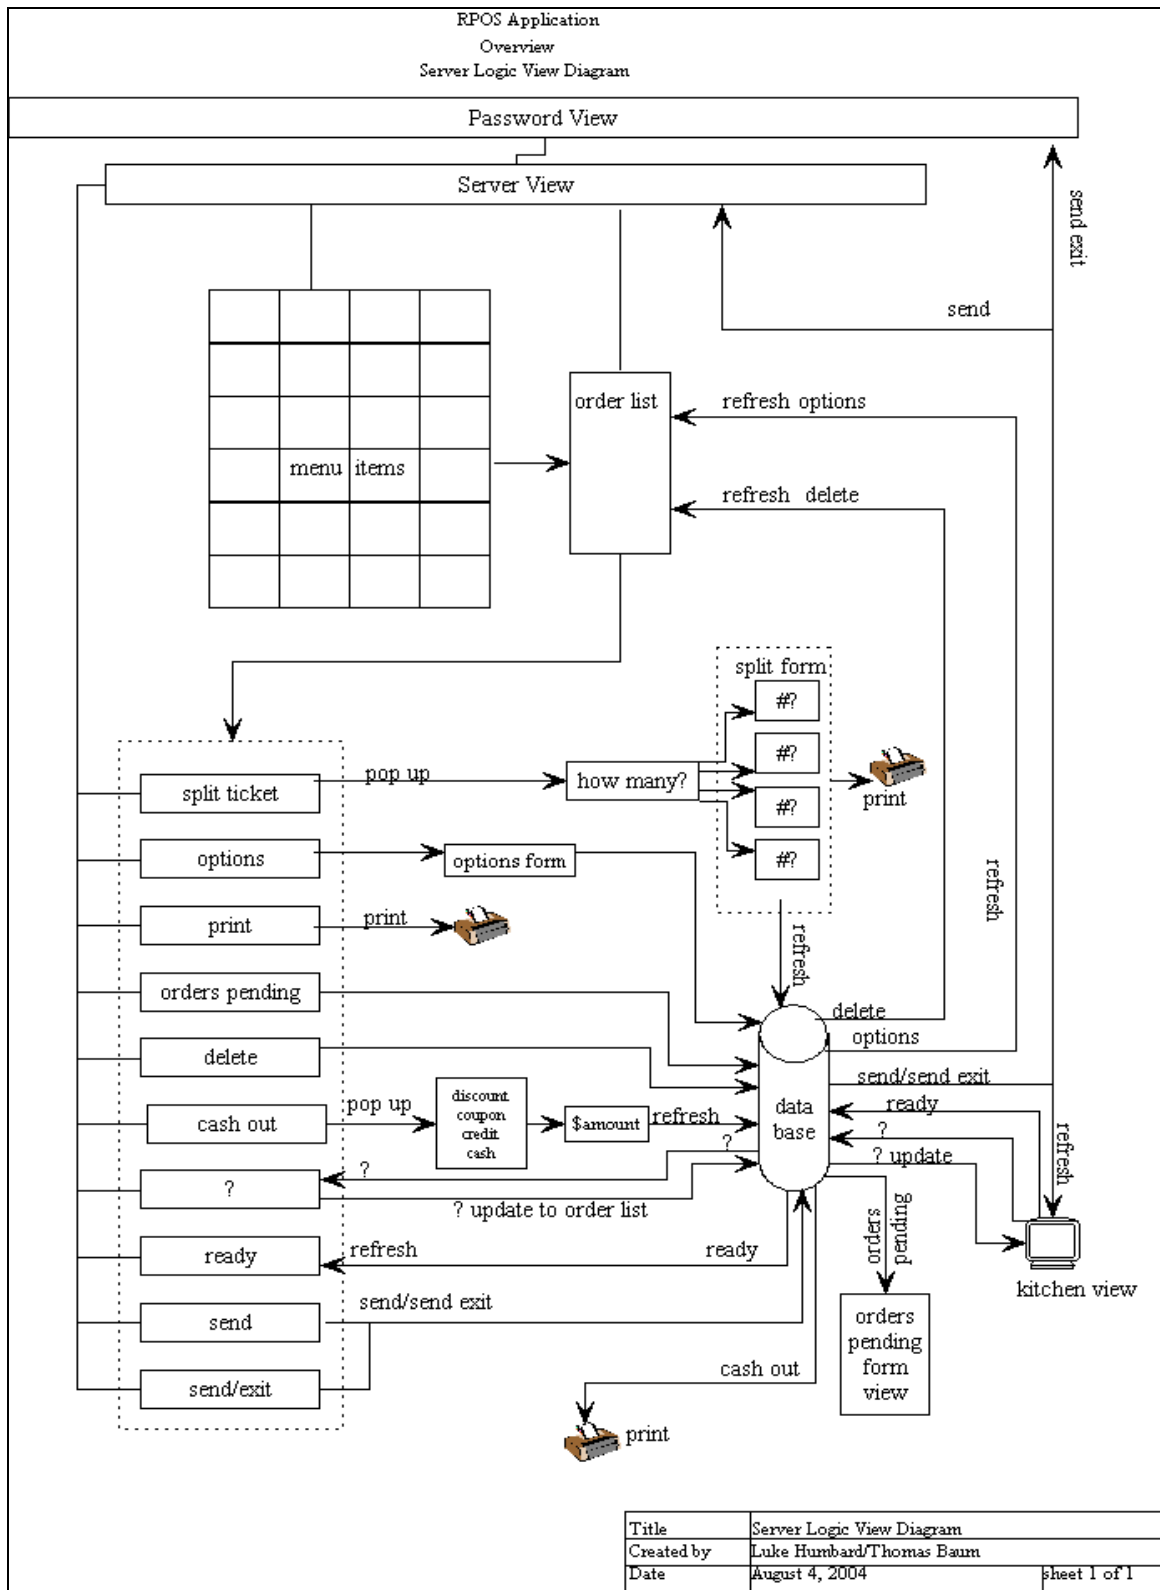 RPOS Application
Overview
Server Logic View Diagram
Password View
Server View
send exit
send
order list
refresh options
menu items
refresh delete
split form
#?
#?
#?
#?
pop up
how many?
print
split ticket
options
options form
refresh
print
print
refresh
orders pending
delete
options
delete
send/send exit
ready
?
? update
refresh
data
base
pop up
discount
coupon
credit
cash
$amount
refresh
cash out
?
?
?
? update to order list
orders
pending
ready
refresh
ready
kitchen view
send/send exit
send
orders
pending
form
view
send/exit
cash out
print
Title Server Logic View Diagram
Created by Luke Humbard/Thomas Baum
Date August 4, 2004 sheet 1 of 1